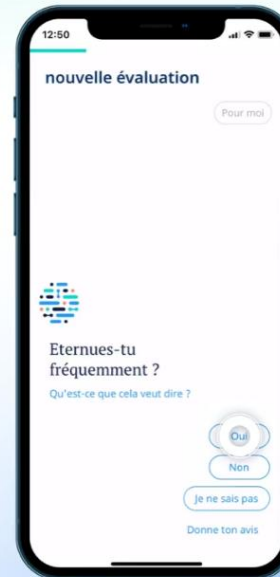 12:50
nouvelle évaluation
Pour moi
Eternues-tu
fréquemment ?
Qu'est-ce que cela veut dire ?
Oui
Non
Je ne sais pas
Donne ton avis